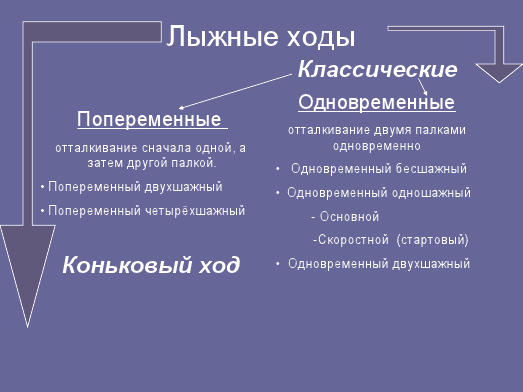 Лыжные ходы
Классические
Попеременные
отталкивание сначала одной, а
затем другой палкой.
• Попеременный двухшажный
• Попеременный четырёхшажный
Коньковый ход
Одновременные
отталкивание двумя палками
одновременно
• Одновременный бесшажный
• Одновременный одношажный
- Основной
-Скоростной (стартовый)
• Одновременный двухшажный